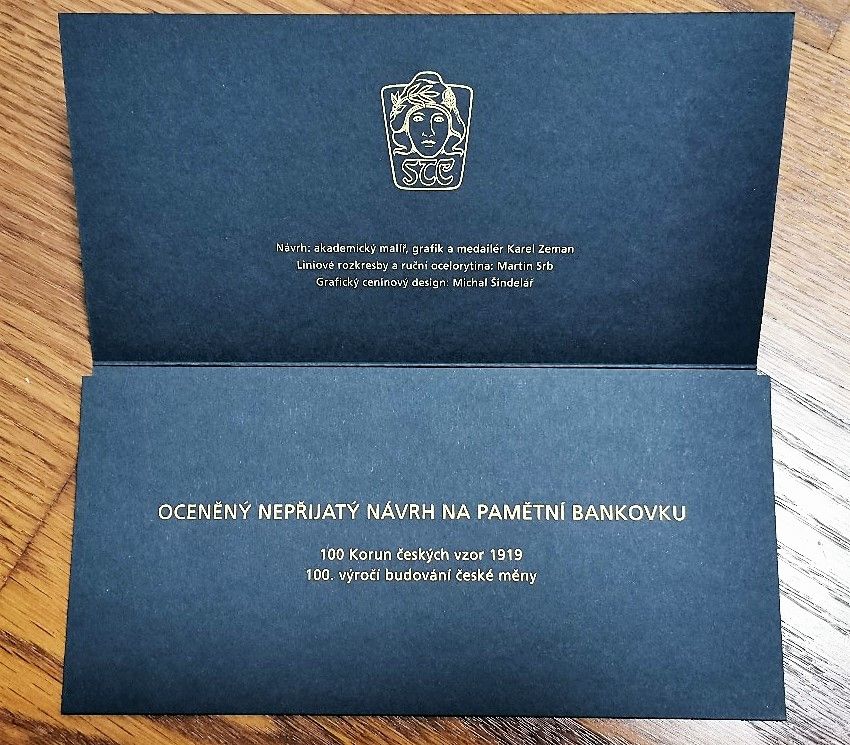 STC
Návrh: akademický malíř, grafik a medailér Karel Zeman
Liniové rozkresby a ruční ocelorytina: Martin Srb
Grafický ceninový design: Michal Šindelář
OCENĚNÝ NEPŘIJATÝ NÁVRH NA PAMĚTNÍ BANKOVKU
100 Korun českých vzor 1919
100. výročí budování české měny